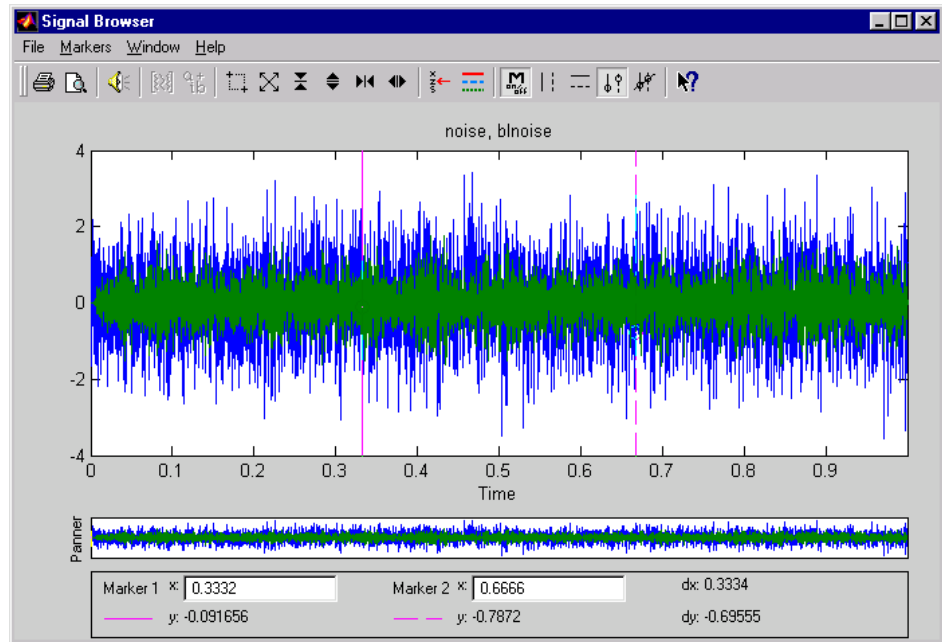 Signal Browser
File Markers Window Help
M on/off
noise, blnoise
4
2
0
-2
-4
0 0.1 0.2 0.3 0.4 0.5 0.6 0.7 0.8 0.9
Time
Panner
Marker 1 x: 0.3332 Marker 2 x: 0.6666 dx: 0.3334
y: -0.091656 y: -0.7872 dy: -0.69555